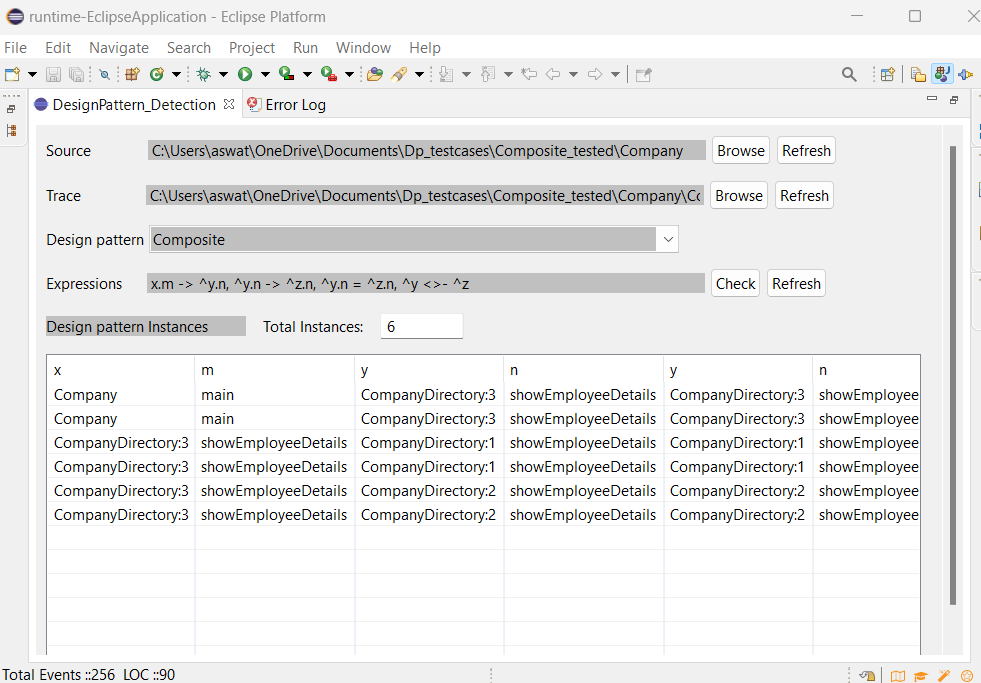 runtime-EclipseApplication - Eclipse Platform
File Edit Navigate Search Project Run Window Help
DesignPattern_Detection Error Log
Source C:\Users\aswat\OneDrive\Documents\Dp_testcases\Composite_tested\Company Browse Refresh
Trace C:\Users\aswat\OneDrive\Documents\Dp_testcases\Composite_tested\Company\Co Browse Refresh
Design pattern Composite
Expressions x.m -> ^y.n, ^y.n -> ^z.n, ^y.n = ^z.n, ^y <>- ^z Check Refresh
Design pattern Instances Total Instances: 6
x m y n y n
Company main CompanyDirectory:3 showEmployeeDetails CompanyDirectory:3 showEmployee
Company main CompanyDirectory:3 showEmployeeDetails CompanyDirectory:3 showEmployee
CompanyDirectory:3 showEmployeeDetails CompanyDirectory:1 showEmployeeDetails CompanyDirectory:1 showEmployee
CompanyDirectory:3 showEmployeeDetails CompanyDirectory:1 showEmployeeDetails CompanyDirectory:1 showEmployee
CompanyDirectory:3 showEmployeeDetails CompanyDirectory:2 showEmployeeDetails CompanyDirectory:2 showEmployee
CompanyDirectory:3 showEmployeeDetails CompanyDirectory:2 showEmployeeDetails CompanyDirectory:2 showEmployee
Total Events ::256 LOC ::90